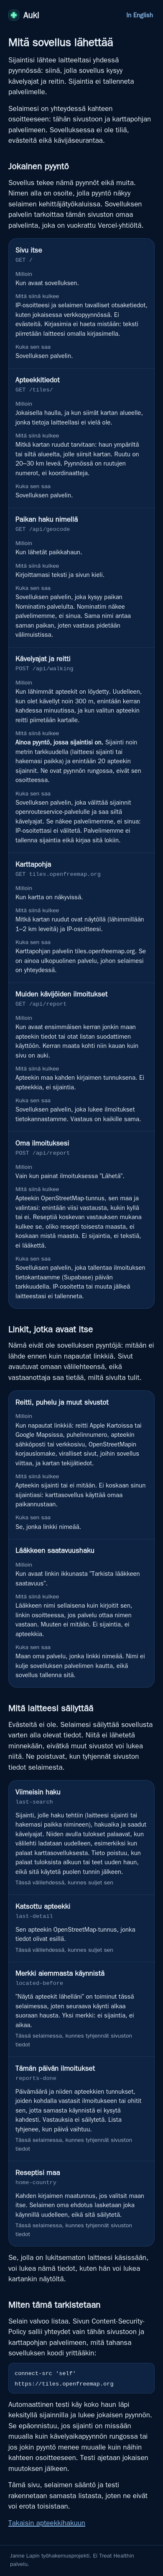 Auki
In English
Mitä sovellus lähettää
Sijaintisi lähtee laitteeltasi yhdessä
pyynnössä: siinä, jolla sovellus kysyy
kävelyajat ja reitin. Sijaintia ei tallenneta
palvelimelle.
Selaimesi on yhteydessä kahteen
osoitteeseen: tähän sivustoon ja karttapohjan
palvelimeen. Sovelluksessa ei ole tiliä,
evästeitä eikä kävijäseurantaa.
Jokainen pyyntö
Sovellus tekee nämä pyynnöt eikä muita.
Nimen alla on osoite, jolla pyyntö näkyy
selaimen kehittäjätyökaluissa. Sovelluksen
palvelin tarkoittaa tämän sivuston omaa
palvelinta, joka on vuokrattu Vercel-yhtiöltä.
Sivu itse
GET /
Milloin
Kun avaat sovelluksen.
Mitä siinä kulkee
IP-osoitteesi ja selaimen tavalliset otsaketiedot,
kuten jokaisessa verkkopyynnössä. Ei
evästeitä. Kirjasimia ei haeta mistään: teksti
piirretään laitteesi omalla kirjasimella.
Kuka sen saa
Sovelluksen palvelin.
Apteekkitiedot
GET /tiles/
Milloin
Jokaisella haulla, ja kun siirrät kartan alueelle,
jonka tietoja laitteellasi ei vielä ole.
Mitä siinä kulkee
Mitkä kartan ruudut tarvitaan: haun ympäriltä
tai siltä alueelta, jolle siirsit kartan. Ruutu on
20–30 km leveä. Pyynnössä on ruutujen
numerot, ei koordinaatteja.
Kuka sen saa
Sovelluksen palvelin.
Paikan haku nimellä
GET /api/geocode
Milloin
Kun lähetät paikkahaun.
Mitä siinä kulkee
Kirjoittamasi teksti ja sivun kieli.
Kuka sen saa
Sovelluksen palvelin, joka kysyy paikan
Nominatim-palvelulta. Nominatim näkee
palvelimemme, ei sinua. Sama nimi antaa
saman paikan, joten vastaus pidetään
välimuistissa.
Kävelyajat ja reitti
POST /api/walking
Milloin
Kun lähimmät apteekit on löydetty. Uudelleen,
kun olet kävellyt noin 300 m, enintään kerran
kahdessa minuutissa, ja kun valitun apteekin
reitti piirretään kartalle.
Mitä siinä kulkee
Ainoa pyyntö, jossa sijaintisi on. Sijainti noin
metrin tarkkuudella (laitteesi sijainti tai
hakemasi paikka) ja enintään 20 apteekin
sijainnit. Ne ovat pyynnön rungossa, eivät sen
osoitteessa.
Kuka sen saa
Sovelluksen palvelin, joka välittää sijainnit
openrouteservice-palvelulle ja saa siltä
kävelyajat. Se näkee palvelimemme, ei sinua:
IP-osoitettasi ei välitetä. Palvelimemme ei
tallenna sijaintia eikä kirjaa sitä lokiin.
Karttapohja
GET tiles.openfreemap.org
Milloin
Kun kartta on näkyvissä.
Mitä siinä kulkee
Mitkä kartan ruudut ovat näytöllä (lähimmillään
1–2 km leveitä) ja IP-osoitteesi.
Kuka sen saa
Karttapohjan palvelin tiles.openfreemap.org. Se
on ainoa ulkopuolinen palvelu, johon selaimesi
on yhteydessä.
Muiden kävijöiden ilmoitukset
GET /api/report
Milloin
Kun avaat ensimmäisen kerran jonkin maan
apteekin tiedot tai otat listan suodattimen
käyttöön. Kerran maata kohti niin kauan kuin
sivu on auki.
Mitä siinä kulkee
Apteekin maa kahden kirjaimen tunnuksena. Ei
apteekkia, ei sijaintia.
Kuka sen saa
Sovelluksen palvelin, joka lukee ilmoitukset
tietokannastamme. Vastaus on kaikille sama.
Oma ilmoituksesi
POST /api/report
Milloin
Vain kun painat ilmoituksessa "Lähetä".
Mitä siinä kulkee
Apteekin OpenStreetMap-tunnus, sen maa ja
valintasi: enintään viisi vastausta, kukin kyllä
tai ei. Reseptiä koskevan vastauksen mukana
kulkee se, oliko resepti toisesta maasta, ei
koskaan mistä maasta. Ei sijaintia, ei tekstiä,
ei lääkettä.
Kuka sen saa
Sovelluksen palvelin, joka tallentaa ilmoituksen
tietokantaamme (Supabase) päivän
tarkkuudella. IP-osoitetta tai muuta jälkeä
laitteestasi ei tallenneta.
Linkit, jotka avaat itse
Nämä eivät ole sovelluksen pyyntöjä: mitään ei
lähde ennen kuin napautat linkkiä. Sivut
avautuvat omaan välilehteensä, eikä
vastaanottaja saa tietää, miltä sivulta tulit.
Reitti, puhelu ja muut sivustot
Milloin
Kun napautat linkkiä: reitti Apple Kartoissa tai
Google Mapsissa, puhelinnumero, apteekin
sähköposti tai verkkosivu, OpenStreetMapin
korjauslomake, viralliset sivut, joihin sovellus
viittaa, ja kartan tekijätiedot.
Mitä siinä kulkee
Apteekin sijainti tai ei mitään. Ei koskaan sinun
sijaintiasi: karttasovellus käyttää omaa
paikannustaan.
Kuka sen saa
Se, jonka linkki nimeää.
Lääkkeen saatavuushaku
Milloin
Kun avaat linkin ikkunasta "Tarkista lääkkeen
saatavuus".
Mitä siinä kulkee
Lääkkeen nimi sellaisena kuin kirjoitit sen,
linkin osoitteessa, jos palvelu ottaa nimen
vastaan. Muuten ei mitään. Ei sijaintia, ei
apteekkia.
Kuka sen saa
Maan oma palvelu, jonka linkki nimeää. Nimi ei
kulje sovelluksen palvelimen kautta, eikä
sovellus tallenna sitä.
Mitä laitteesi säilyttää
Evästeitä ei ole. Selaimesi säilyttää sovellusta
varten alla olevat tiedot. Niitä ei lähetetä
minnekään, eivätkä muut sivustot voi lukea
niitä. Ne poistuvat, kun tyhjennät sivuston
tiedot selaimesta.
Viimeisin haku
last-search
Sijainti, jolle haku tehtiin (laitteesi sijainti tai
hakemasi paikka nimineen), hakuaika ja saadut
kävelyajat. Niiden avulla tulokset palaavat, kun
välilehti ladataan uudelleen, esimerkiksi kun
palaat karttasovelluksesta. Tieto poistuu, kun
palaat tuloksista alkuun tai teet uuden haun,
eikä sitä käytetä puolen tunnin jälkeen.
Tässä välilehdessä, kunnes suljet sen
Katsottu apteekki
last-detail
Sen apteekin OpenStreetMap-tunnus, jonka
tiedot olivat esillä.
Tässä välilehdessä, kunnes suljet sen
Merkki aiemmasta käynnistä
located-before
"Näytä apteekit lähelläni" on toiminut tässä
selaimessa, joten seuraava käynti alkaa
suoraan hausta. Yksi merkki: ei sijaintia, ei
aikaa.
Tässä selaimessa, kunnes tyhjennät sivuston
tiedot
Tämän päivän ilmoitukset
reports-done
Päivämäärä ja niiden apteekkien tunnukset,
joiden kohdalla vastasit ilmoitukseen tai ohitit
sen, jotta samasta käynnistä ei kysytä
kahdesti. Vastauksia ei säilytetä. Lista
tyhjenee, kun päivä vaihtuu.
Tässä selaimessa, kunnes tyhjennät sivuston
tiedot
Reseptisi maa
home-country
Kahden kirjaimen maatunnus, jos valitsit maan
itse. Selaimen oma ehdotus lasketaan joka
käynnillä uudelleen, eikä sitä säilytetä.
Tässä selaimessa, kunnes tyhjennät sivuston
tiedot
Se, jolla on lukitsematon laitteesi käsissään,
voi lukea nämä tiedot, kuten hän voi lukea
kartankin näytöltä.
Miten tämä tarkistetaan
Selain valvoo listaa. Sivun Content-Security-
Policy sallii yhteydet vain tähän sivustoon ja
karttapohjan palvelimeen, mitä tahansa
sovelluksen koodi yrittääkin:
connect-src 'self'
https://tiles.openfreemap.org
Automaattinen testi käy koko haun läpi
keksityllä sijainnilla ja lukee jokaisen pyynnön.
Se epäonnistuu, jos sijainti on missään
muualla kuin kävelyaikapyynnön rungossa tai
jos jokin pyyntö menee muualle kuin näihin
kahteen osoitteeseen. Testi ajetaan jokaisen
muutoksen jälkeen.
Tämä sivu, selaimen sääntö ja testi
rakennetaan samasta listasta, joten ne eivät
voi erota toisistaan.
Takaisin apteekkihakuun
Janne Lapin työhakemusprojekti. Ei Treat Healthin
palvelu.